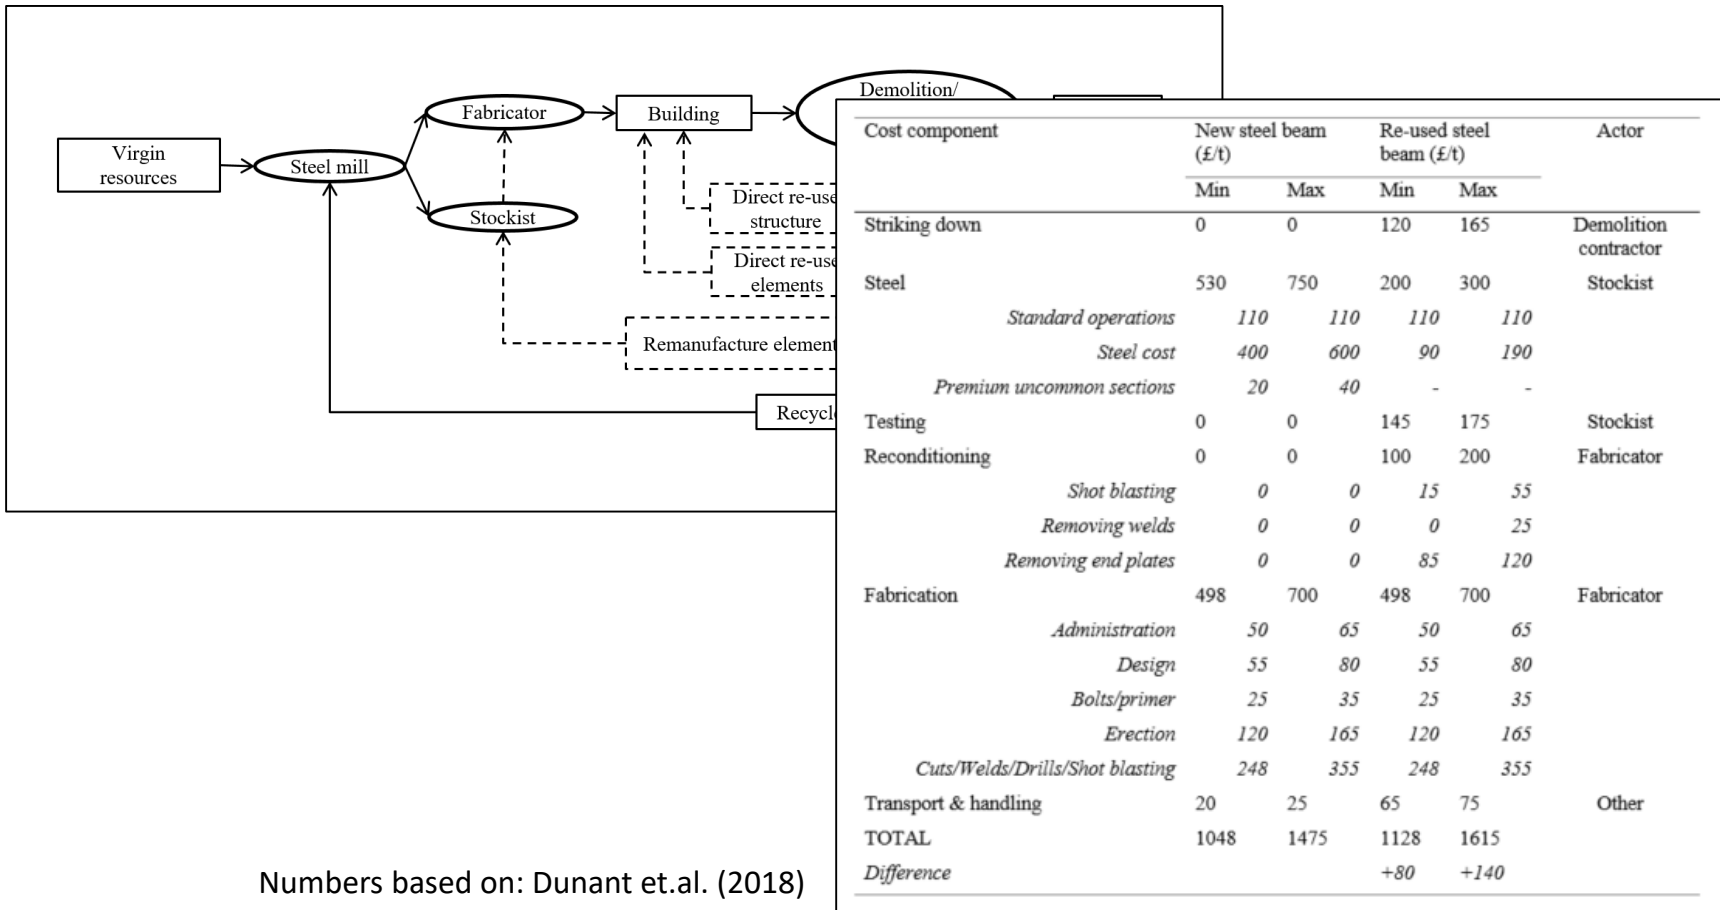 Virgin
resources
Steel mill
Fabricator
Stockist
Building
Demolition/
Direct re-use
structure
Direct re-use
elements
Remanufacture element
Recycle
Cost component New steel beam (£/t) Re-used steel beam (£/t) Actor
Min Max Min Max
Striking down 0 0 120 165 Demolition contractor
Steel 530 750 200 300 Stockist
Standard operations 110 110 110 110
Steel cost 400 600 90 190
Premium uncommon sections 20 40 - -
Testing 0 0 145 175 Stockist
Reconditioning 0 0 100 200 Fabricator
Shot blasting 0 0 15 55
Removing welds 0 0 0 25
Removing end plates 0 0 85 120
Fabrication 498 700 498 700 Fabricator
Administration 50 65 50 65
Design 55 80 55 80
Bolts/primer 25 35 25 35
Erection 120 165 120 165
Cuts/Welds/Drills/Shot blasting 248 355 248 355
Transport & handling 20 25 65 75 Other
TOTAL 1048 1475 1128 1615
Difference +80 +140
Numbers based on: Dunant et.al. (2018)